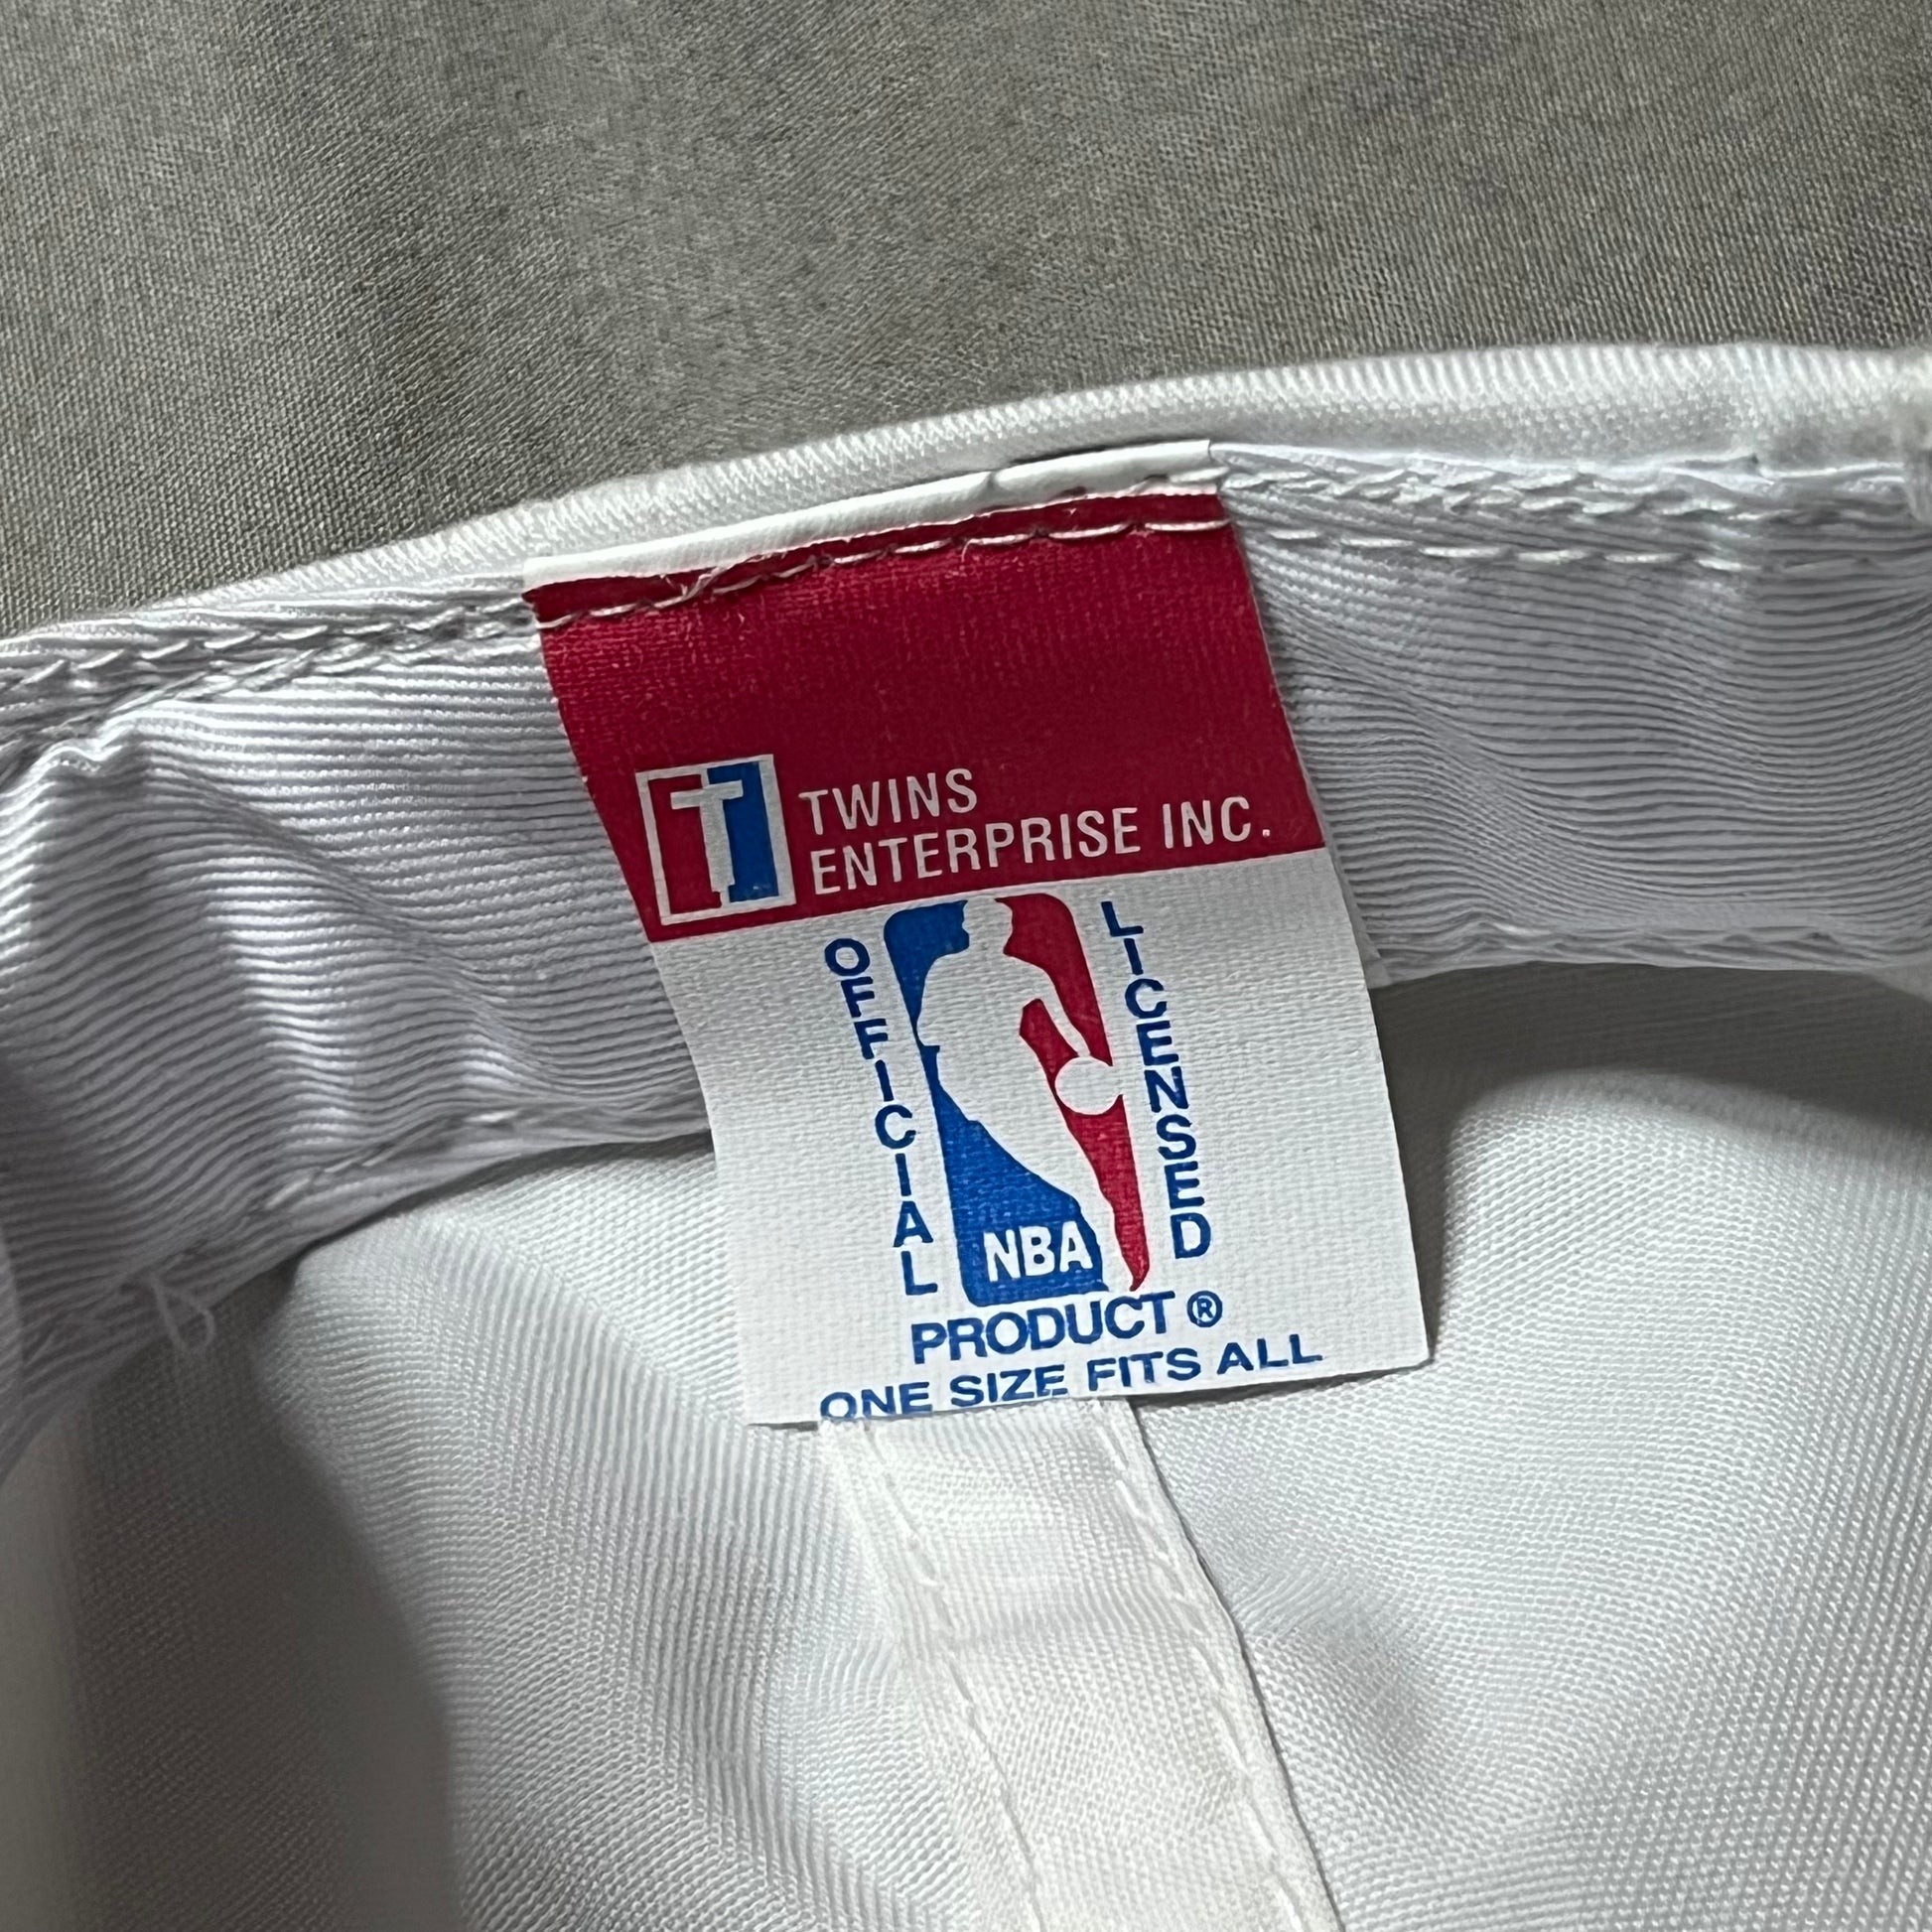 TWINS
ENTERPRISE INC.
OFFICIAL
LICENSED
NBA
PRODUCT ®
ONE SIZE FITS ALL